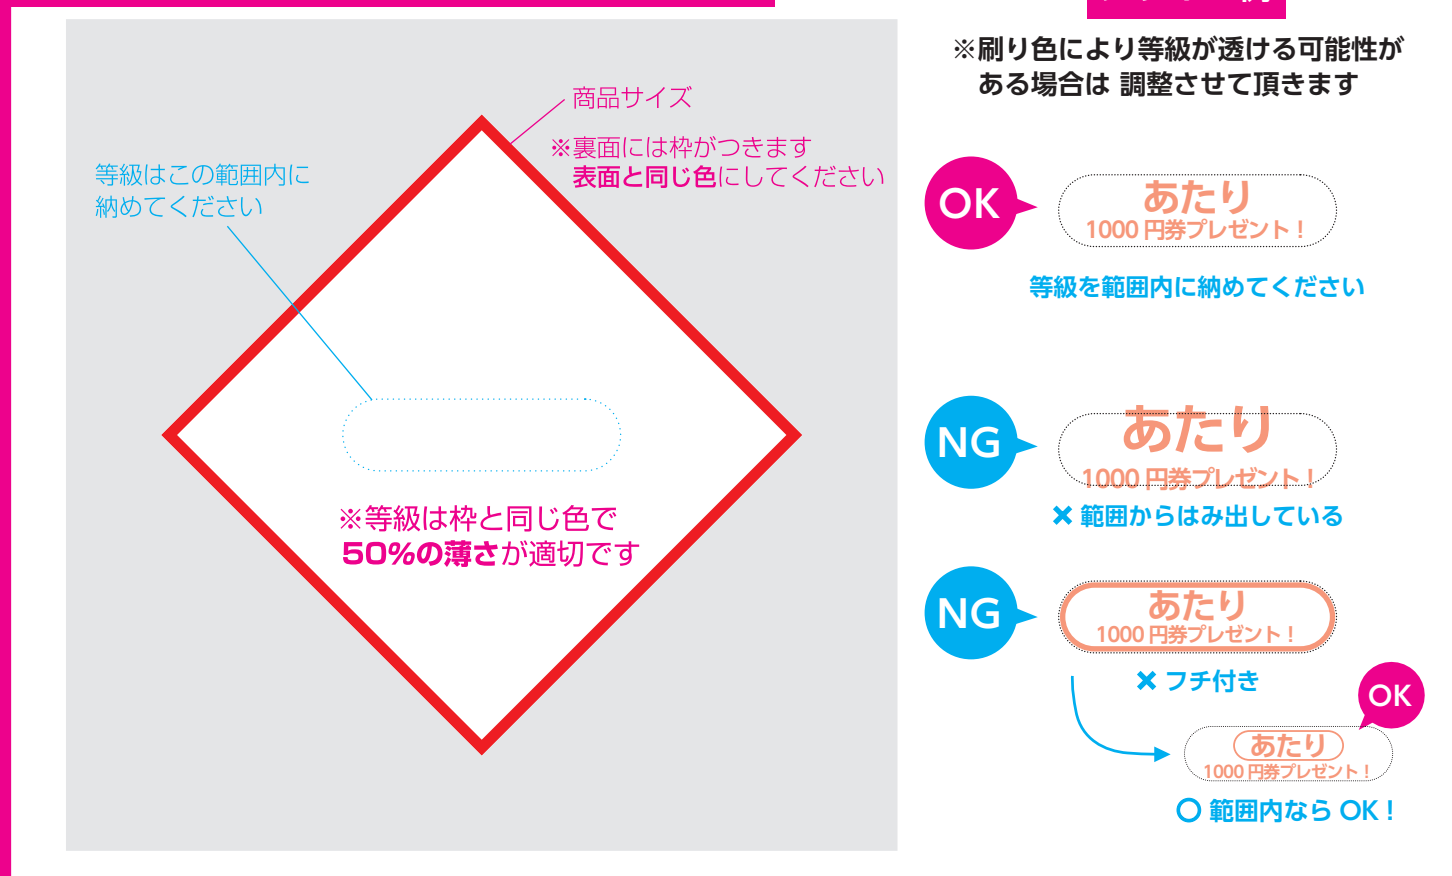 商品サイズ
※裏面には枠がつきます
表面と同じ色にしてください
等級はこの範囲内に
納めてください
※等級は枠と同じ色で
50%の薄さが適切です
※刷り色により等級が透ける可能性が
ある場合は 調整させて頂きます
OK
あたり
1000 円券プレゼント!
等級を範囲内に納めてください
NG
あたり
1000 円券プレゼント!
✖ 範囲からはみ出している
NG
あたり
1000 円券プレゼント!
✖ フチ付き
OK
あたり
1000 円券プレゼント!
〇 範囲内なら OK!